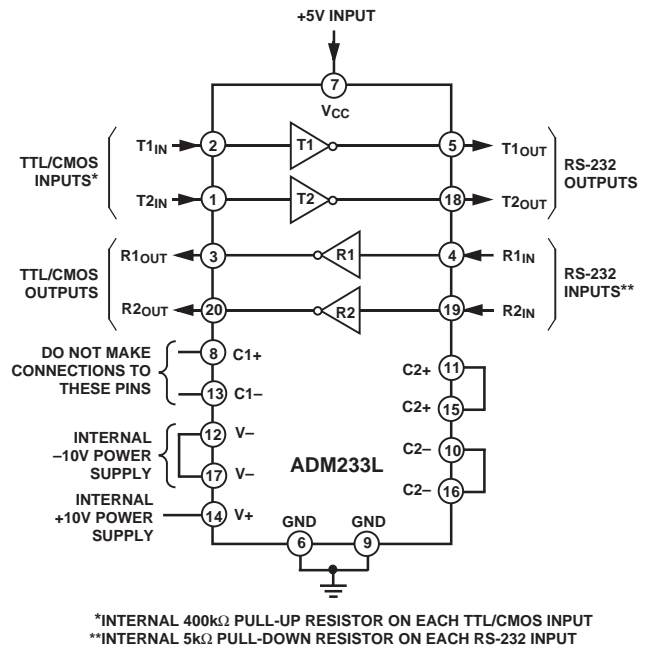 +5V INPUT
7
VCC
TTL/CMOS
INPUTS*
T1IN
2
T1
5
T1OUT
RS-232
OUTPUTS
T2IN
1
T2
18
T2OUT
TTL/CMOS
OUTPUTS
R1OUT
3
R1
4
R1IN
RS-232
INPUTS**
R2OUT
20
R2
19
R2IN
DO NOT MAKE
CONNECTIONS TO
THESE PINS
8
C1+
13
C1–
C2+
11
C2+
15
INTERNAL
–10V POWER
SUPPLY
12
V–
17
V–
ADM233L
C2–
10
C2–
16
INTERNAL
+10V POWER
SUPPLY
14
V+
GND
6
GND
9
*INTERNAL 400kΩ PULL-UP RESISTOR ON EACH TTL/CMOS INPUT
**INTERNAL 5kΩ PULL-DOWN RESISTOR ON EACH RS-232 INPUT